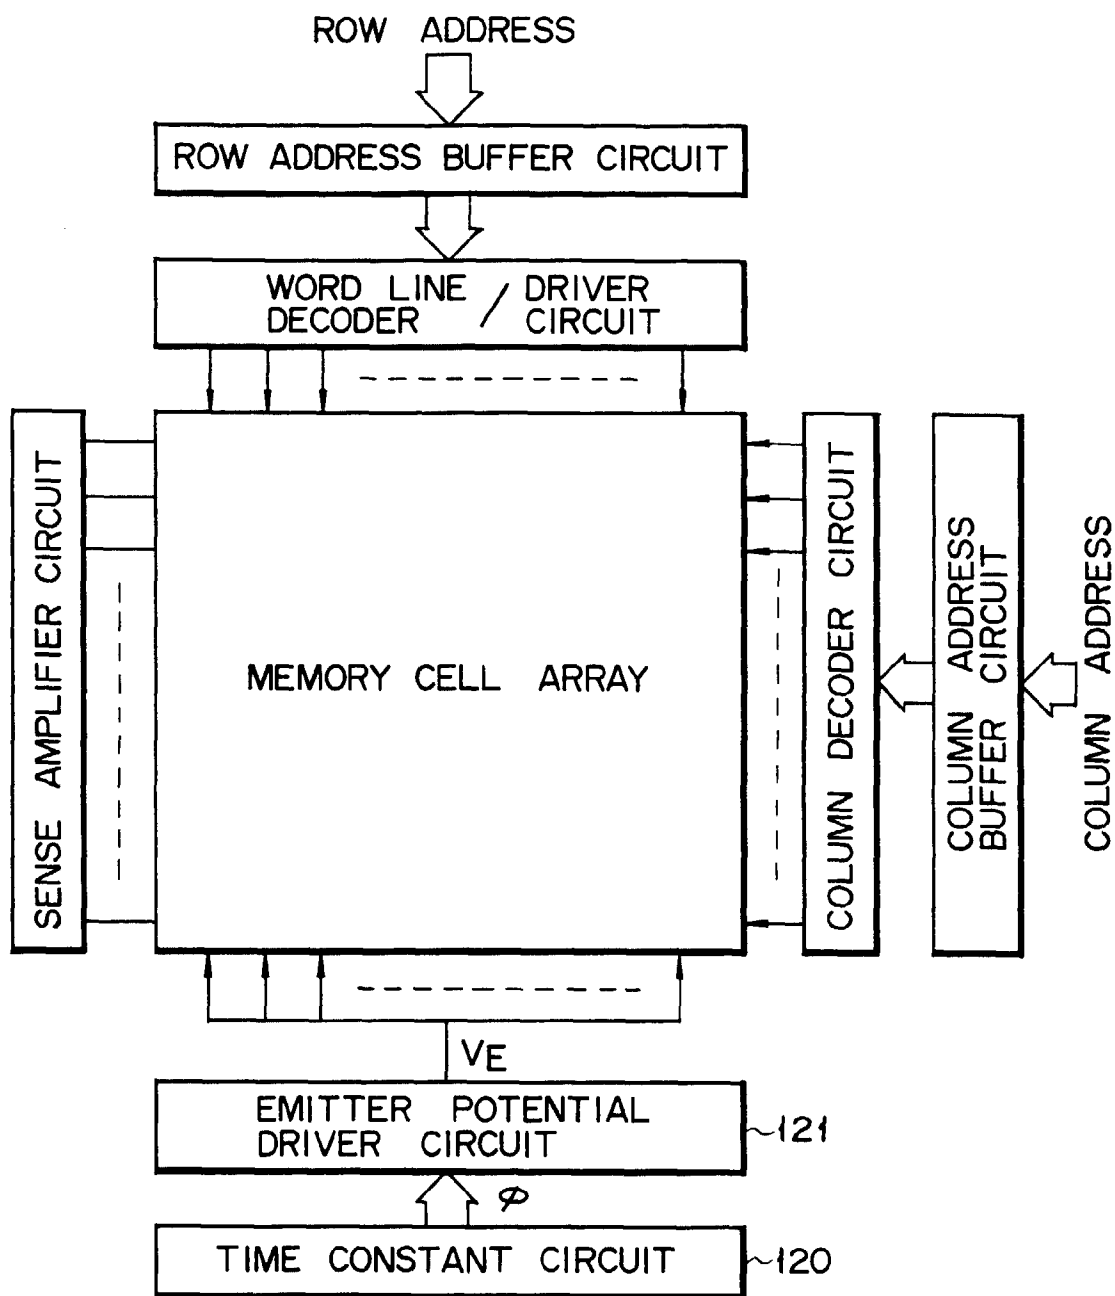 ROW ADDRESS
ROW ADDRESS BUFFER CIRCUIT
WORD LINE / DRIVER
DECODER CIRCUIT
SENSE AMPLIFIER CIRCUIT
MEMORY CELL ARRAY
COLUMN DECODER CIRCUIT
COLUMN ADDRESS
BUFFER CIRCUIT
COLUMN ADDRESS
VE
EMITTER POTENTIAL
DRIVER CIRCUIT
121
φ
TIME CONSTANT CIRCUIT
120